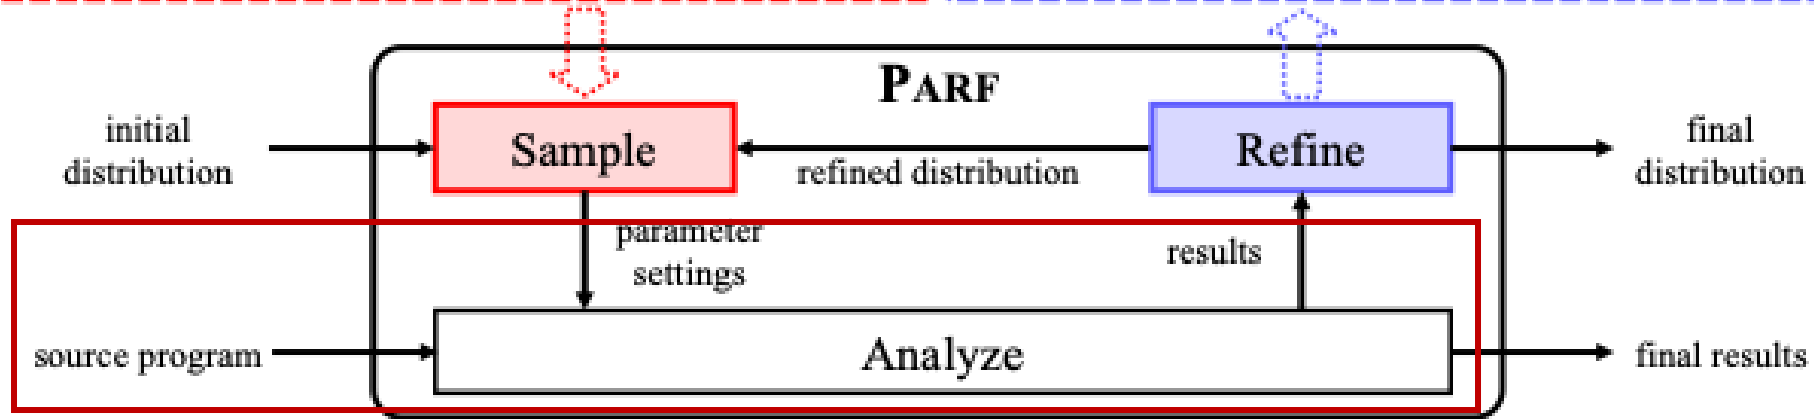 PARF
initial
distribution
Sample
refined distribution
Refine
final
distribution
parameter
settings
results
source program
Analyze
final results